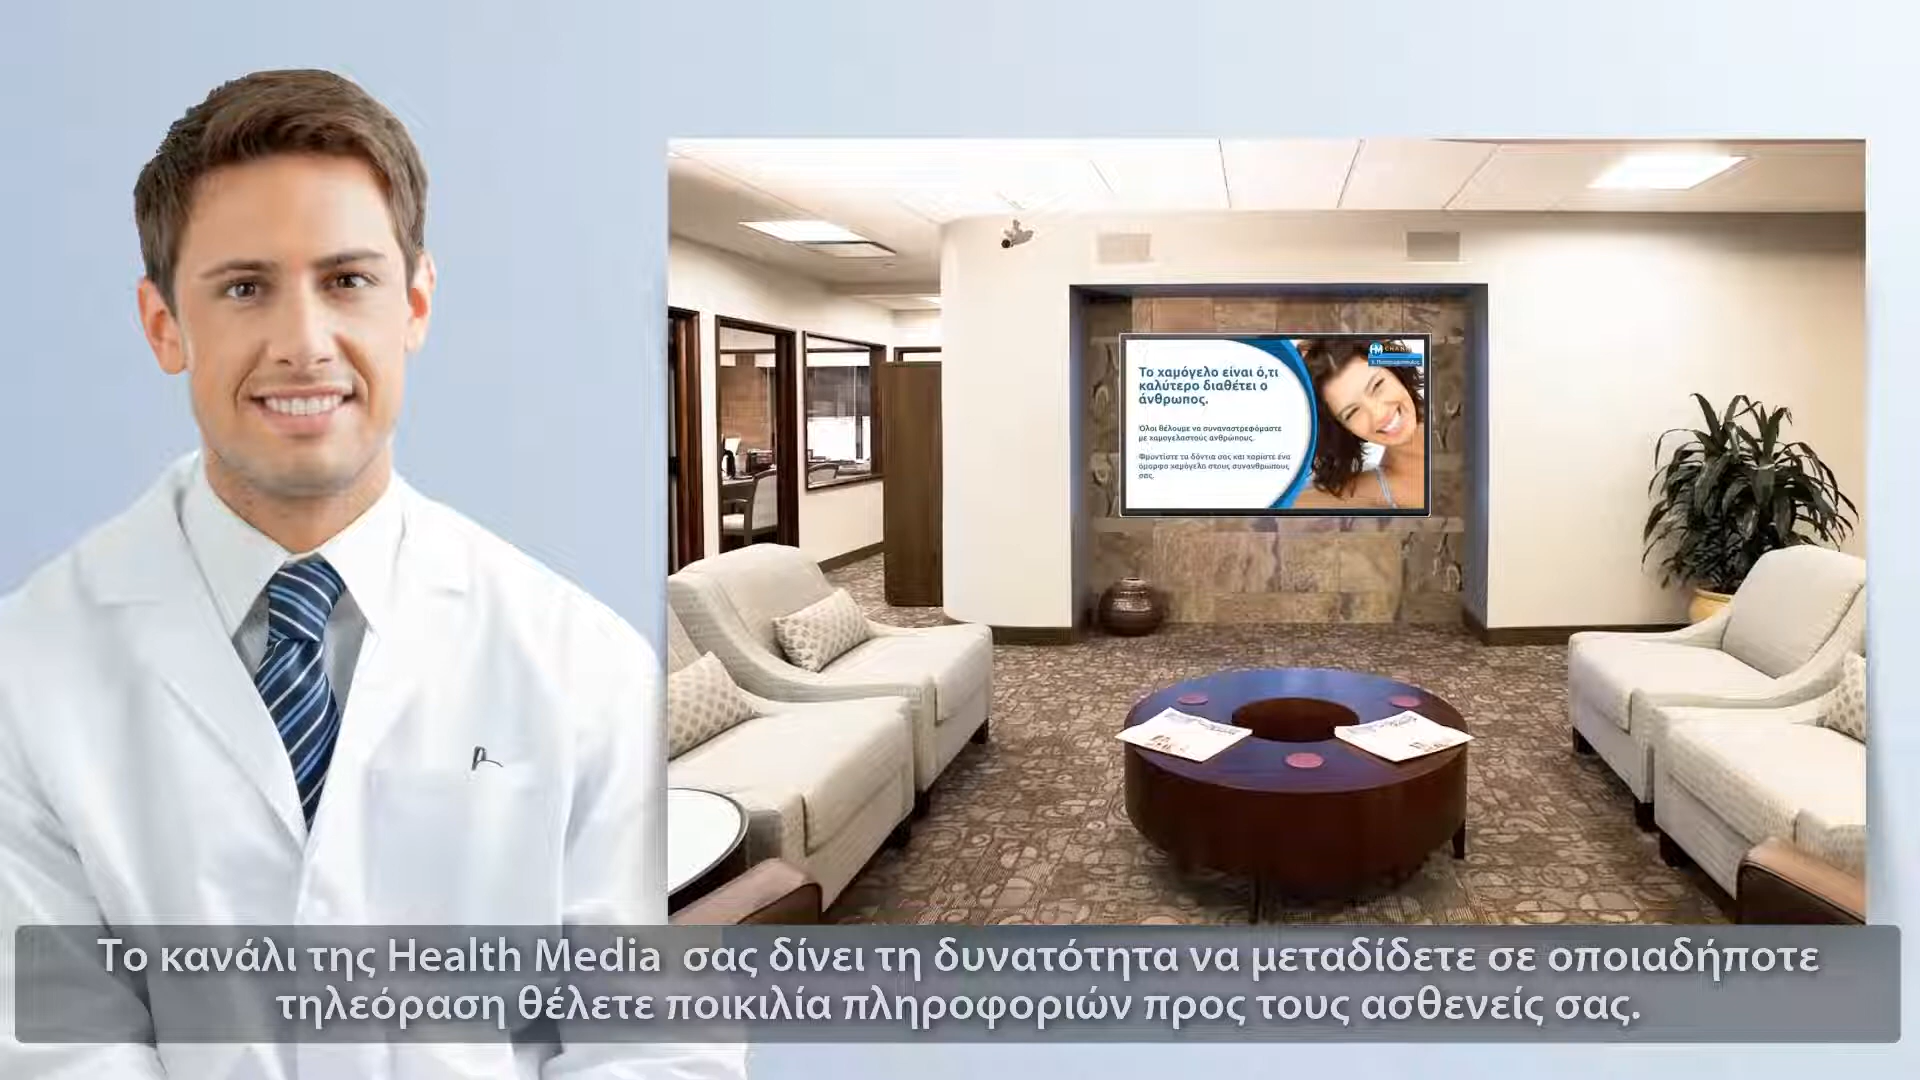 HM CHANNEL
Το χαμόγελο είναι ό,τι
καλύτερο διαθέτει ο
άνθρωπος.
Όλοι θέλουμε να συναναστρεφόμαστε
με χαμογελαστούς ανθρώπους.
Φροντίστε τα δόντια σας και χαρίστε ένα
όμορφο χαμόγελο στους συνανθρώπους
σας.
Το κανάλι της Health Media σας δίνει τη δυνατότητα να μεταδίδετε σε οποιαδήποτε
τηλεόραση θέλετε ποικιλία πληροφοριών προς τους ασθενείς σας.